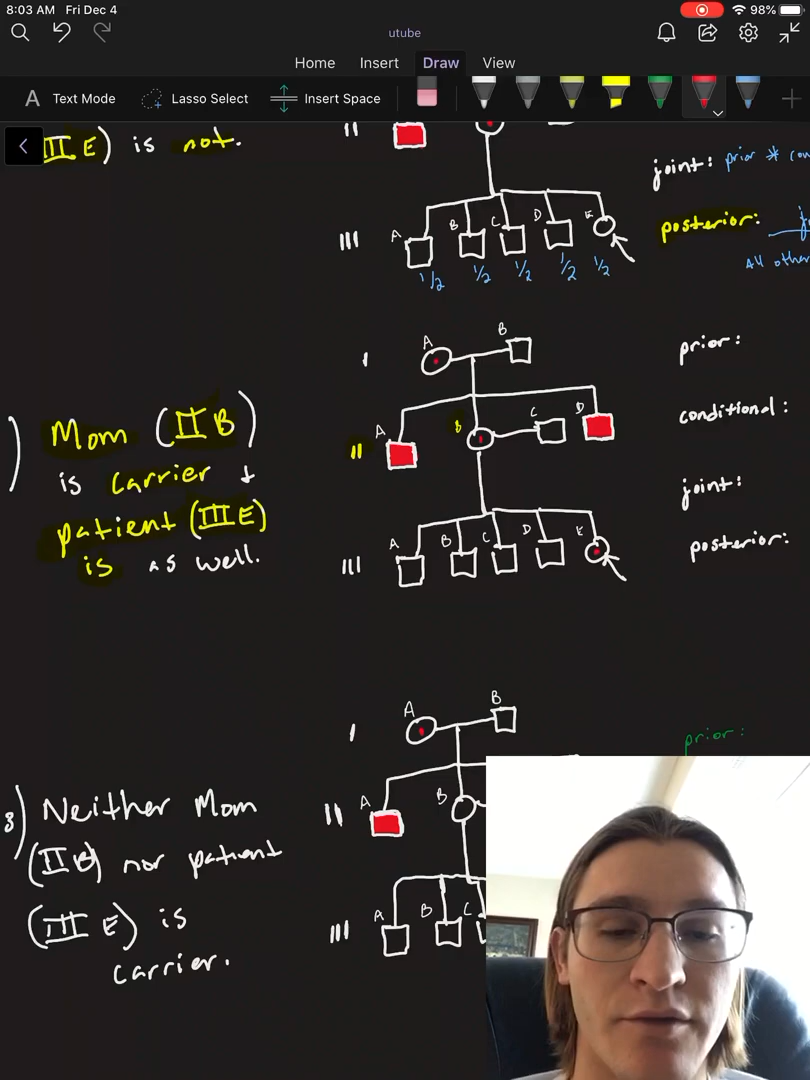 8:03 AM Fri Dec 4
98%
utube
Home Insert Draw View
A Text Mode Lasso Select Insert Space
III E) is not.
II
joint: prior *
III A B C D E
posterior:
1/2 1/2 1/2 1/2 1/2
All other
I A B
prior:
) Mom (II B)
is carrier +
patient (III E)
is as well.
II A B C D
conditional:
joint:
III A B C D E
posterior:
I A B
prior:
3) Neither Mom
(II B) nor patient
(III E) is
carrier.
II A B
III A B C